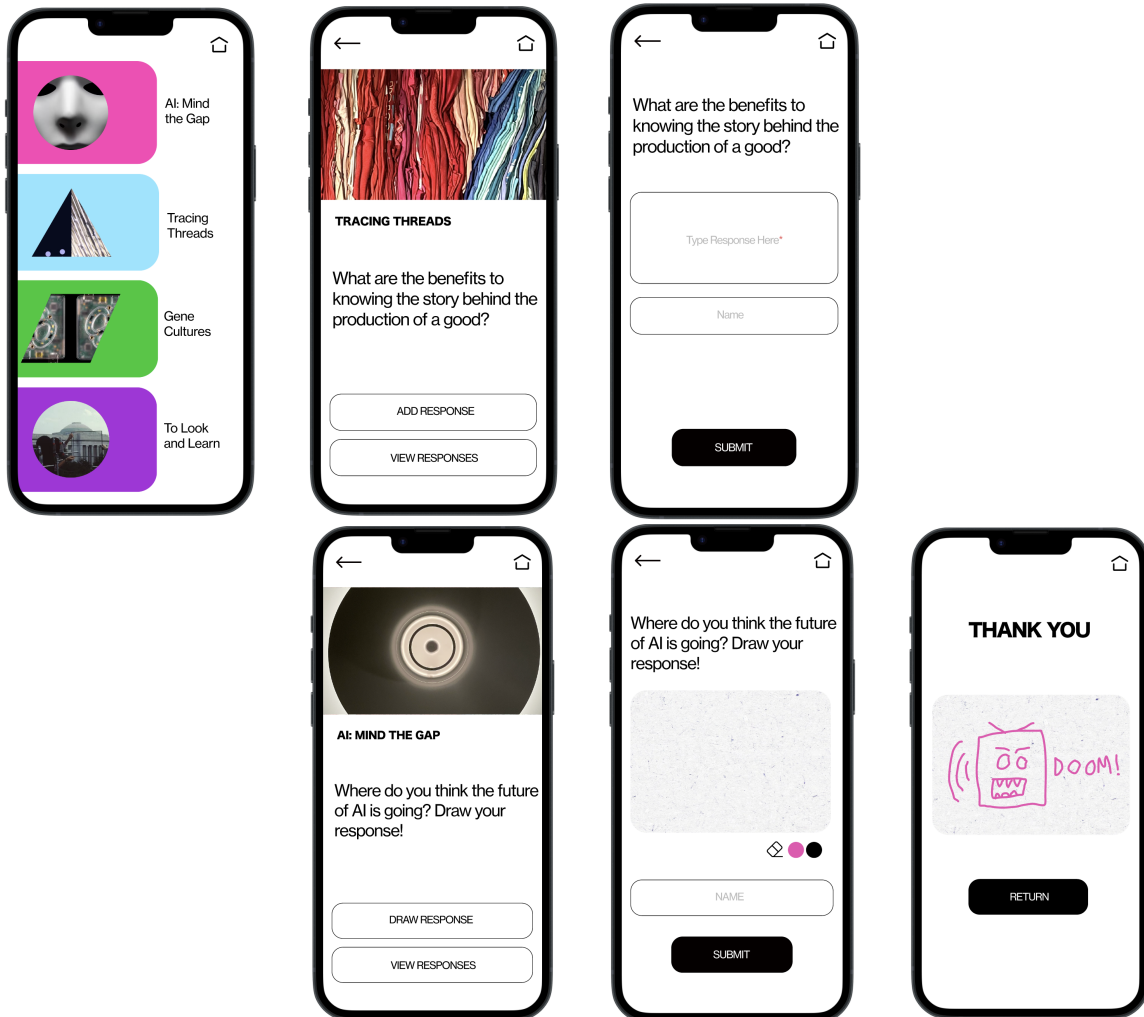 AI: Mind
the Gap
Tracing
Threads
Gene
Cultures
To Look
and Learn
TRACING THREADS
What are the benefits to
knowing the story behind the
production of a good?
ADD RESPONSE
VIEW RESPONSES
What are the benefits to
knowing the story behind the
production of a good?
Type Response Here*
Name
SUBMIT
AI: MIND THE GAP
Where do you think the future
of AI is going? Draw your
response!
DRAW RESPONSE
VIEW RESPONSES
Where do you think the future
of AI is going? Draw your
response!
NAME
SUBMIT
THANK YOU
DOOM!
RETURN